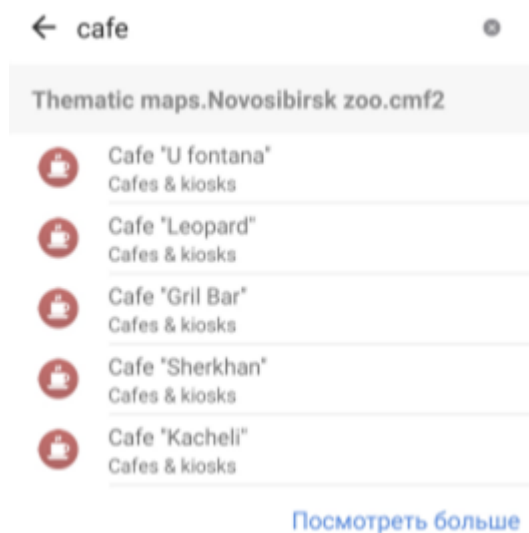 cafe
Thematic maps.Novosibirsk zoo.cmf2
Cafe "U fontana"
Cafes & kiosks
Cafe "Leopard"
Cafes & kiosks
Cafe "Gril Bar"
Cafes & kiosks
Cafe "Sherkhan"
Cafes & kiosks
Cafe "Kacheli"
Cafes & kiosks
Посмотреть больше